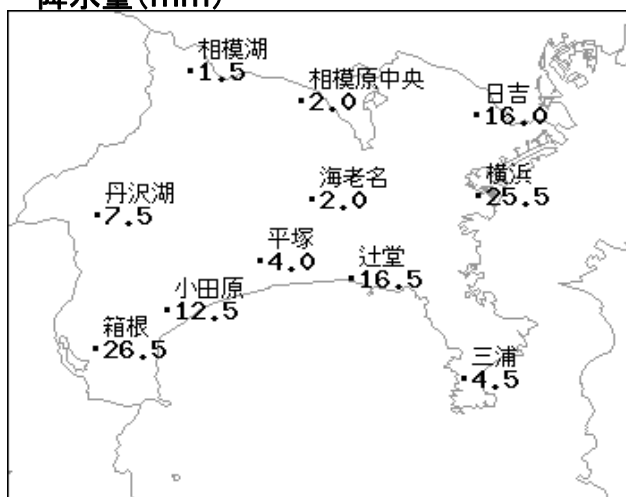 降水量(mm)
相模湖
1.5
相模原中央
2.0
日吉
16.0
丹沢湖
7.5
海老名
2.0
横浜
25.5
平塚
4.0
辻堂
16.5
小田原
12.5
箱根
26.5
三浦
4.5